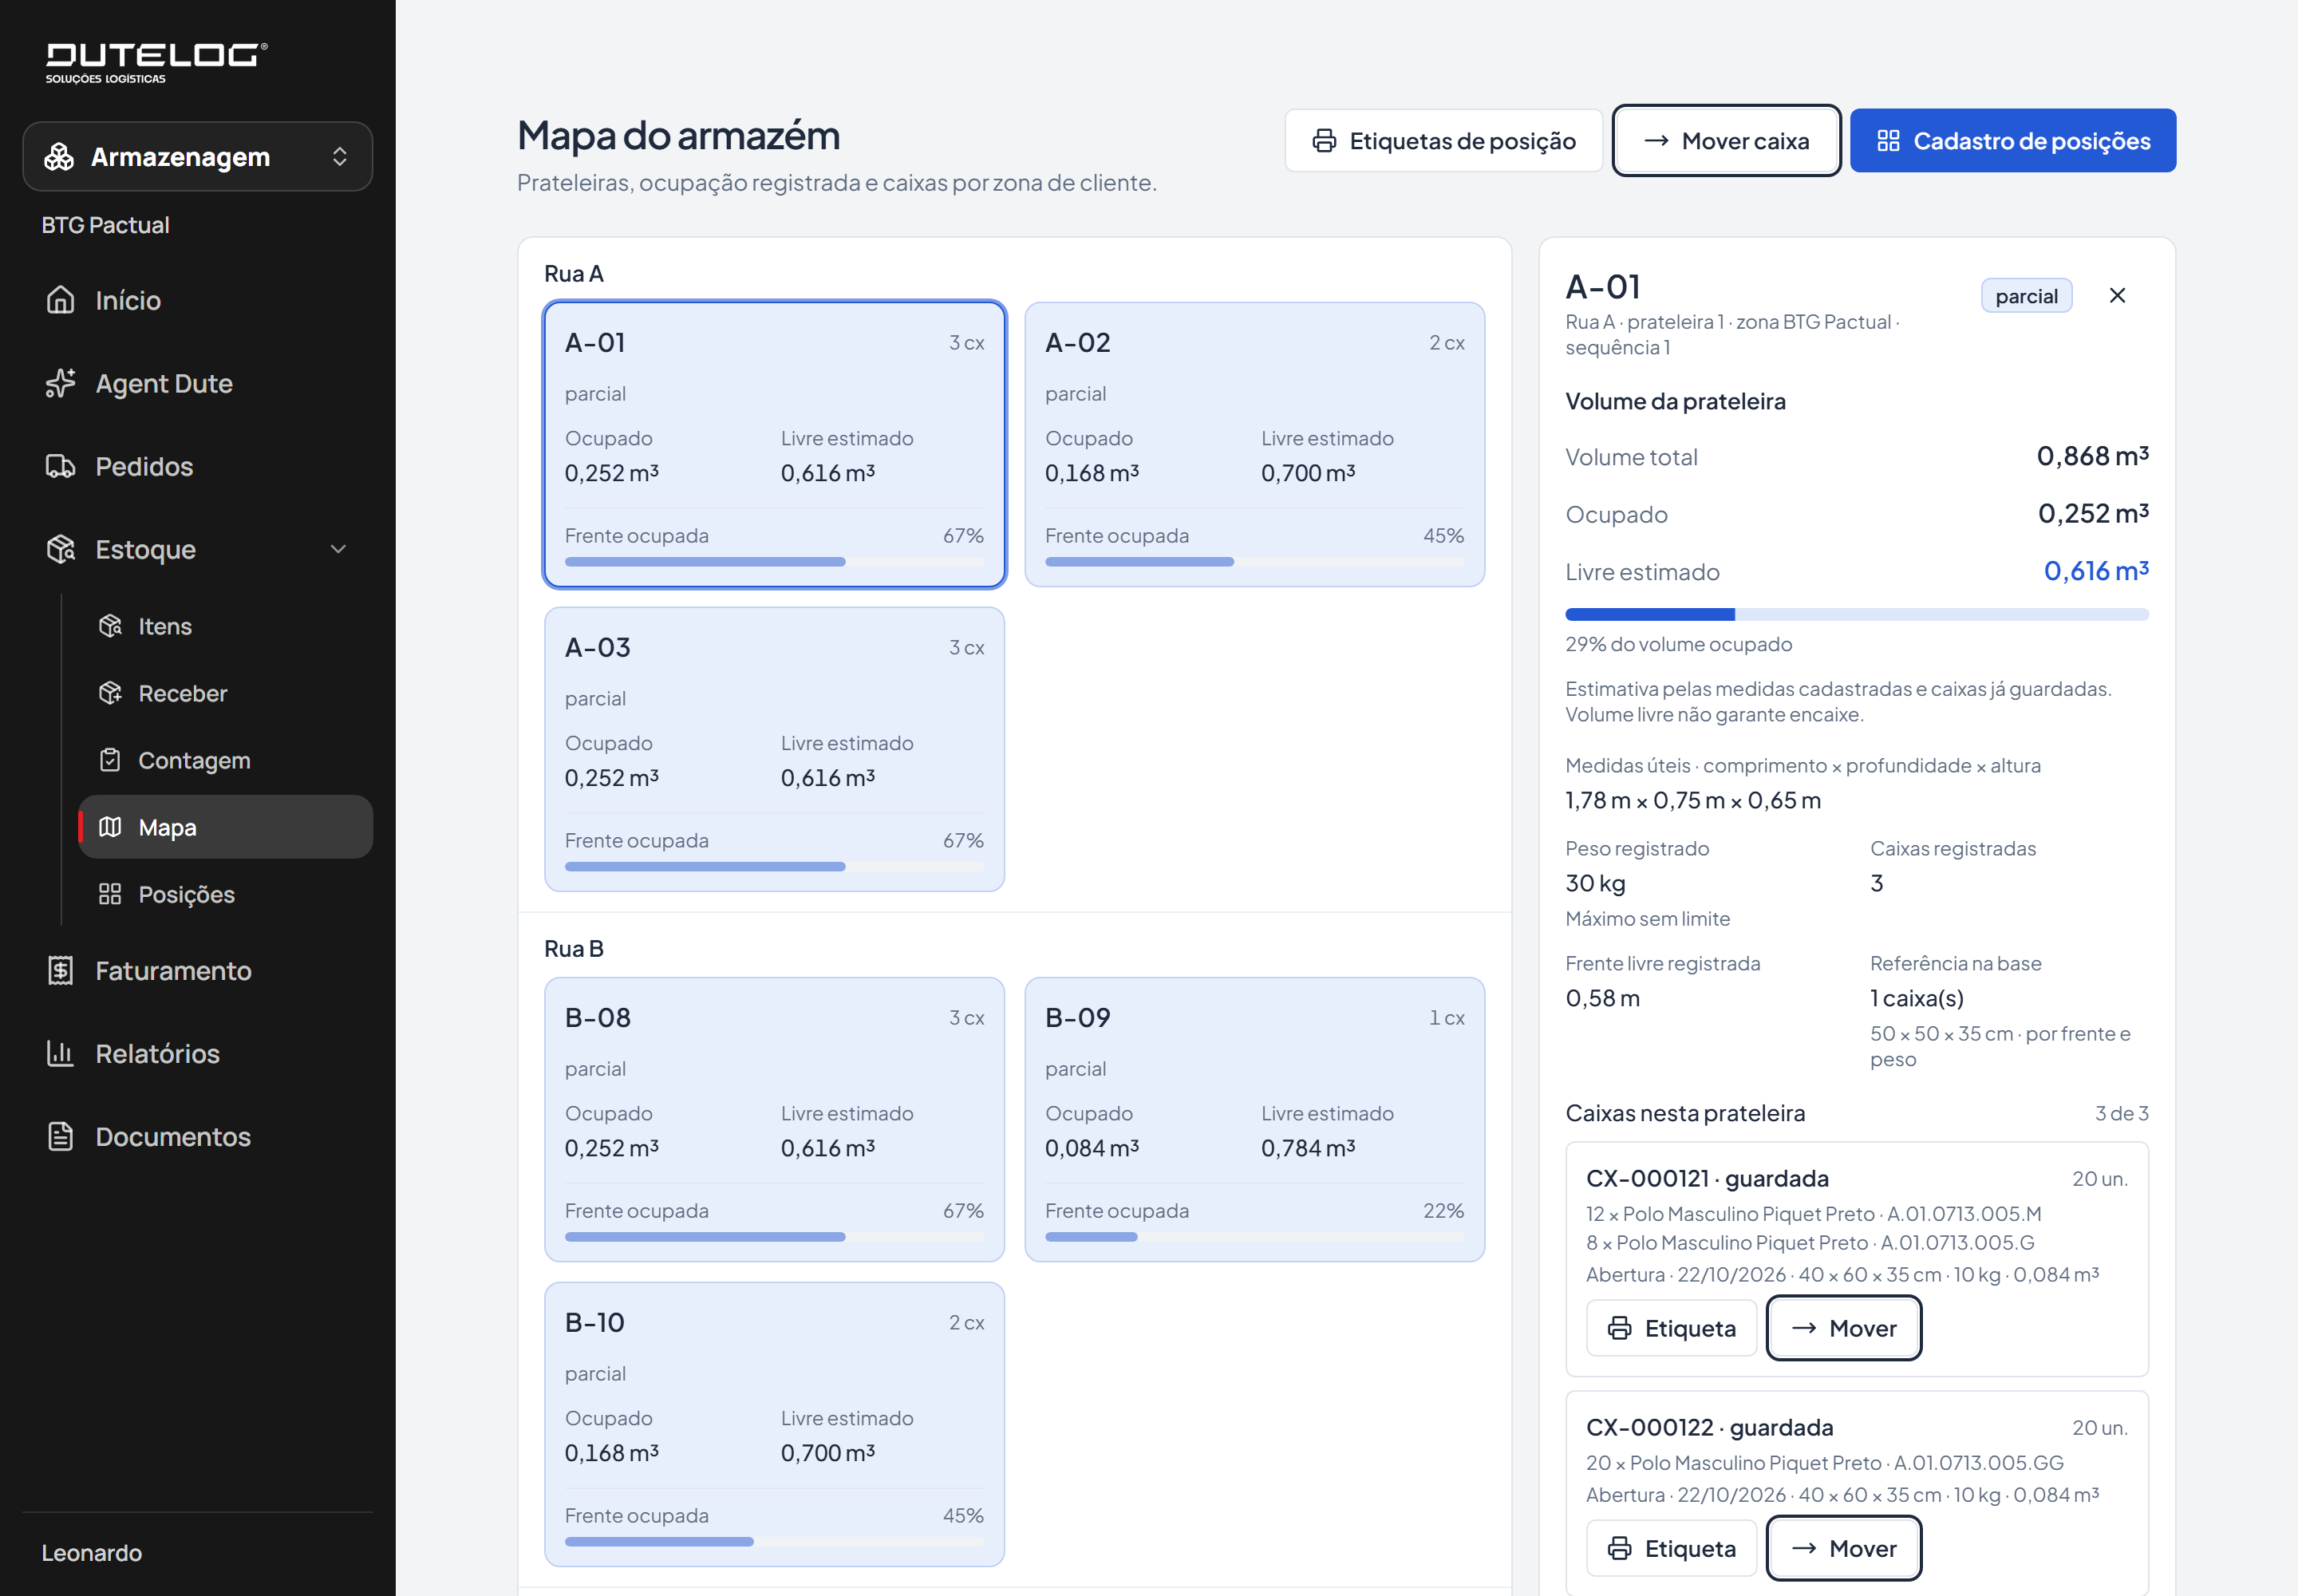 DUTELOG®
SOLUÇÕES LOGÍSTICAS
Armazenagem
BTG Pactual
Início
Agent Dute
Pedidos
Estoque
Itens
Receber
Contagem
Mapa
Posições
Faturamento
Relatórios
Documentos
Leonardo
Mapa do armazém
Prateleiras, ocupação registrada e caixas por zona de cliente.
Etiquetas de posição
Mover caixa
Cadastro de posições
Rua A
A-01 3 cx
parcial
Ocupado Livre estimado
0,252 m³ 0,616 m³
Frente ocupada 67%
A-02 2 cx
parcial
Ocupado Livre estimado
0,168 m³ 0,700 m³
Frente ocupada 45%
A-03 3 cx
parcial
Ocupado Livre estimado
0,252 m³ 0,616 m³
Frente ocupada 67%
Rua B
B-08 3 cx
parcial
Ocupado Livre estimado
0,252 m³ 0,616 m³
Frente ocupada 67%
B-09 1 cx
parcial
Ocupado Livre estimado
0,084 m³ 0,784 m³
Frente ocupada 22%
B-10 2 cx
parcial
Ocupado Livre estimado
0,168 m³ 0,700 m³
Frente ocupada 45%
A-01 parcial
Rua A · prateleira 1 · zona BTG Pactual ·
sequência 1
Volume da prateleira
Volume total 0,868 m³
Ocupado 0,252 m³
Livre estimado 0,616 m³
29% do volume ocupado
Estimativa pelas medidas cadastradas e caixas já guardadas.
Volume livre não garante encaixe.
Medidas úteis · comprimento × profundidade × altura
1,78 m × 0,75 m × 0,65 m
Peso registrado Caixas registradas
30 kg 3
Máximo sem limite
Frente livre registrada Referência na base
0,58 m 1 caixa(s)
50 × 50 × 35 cm · por frente e
peso
Caixas nesta prateleira 3 de 3
CX-000121 · guardada 20 un.
12 × Polo Masculino Piquet Preto · A.01.0713.005.M
8 × Polo Masculino Piquet Preto · A.01.0713.005.G
Abertura · 22/10/2026 · 40 × 60 × 35 cm · 10 kg · 0,084 m³
Etiqueta Mover
CX-000122 · guardada 20 un.
20 × Polo Masculino Piquet Preto · A.01.0713.005.GG
Abertura · 22/10/2026 · 40 × 60 × 35 cm · 10 kg · 0,084 m³
Etiqueta Mover